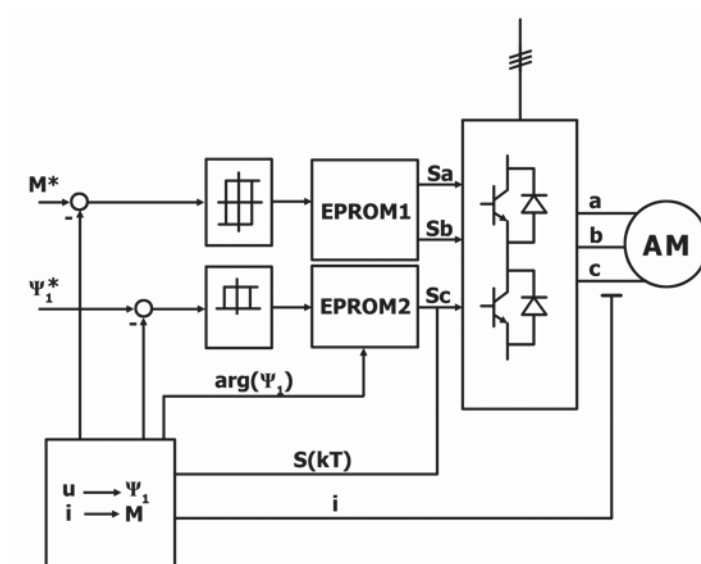 M*
-
Ψ₁*
-
EPROM1
EPROM2
Sa
Sb
Sc
a
b
c
AM
arg(Ψ₁)
S(kT)
i
u → Ψ₁
i → M